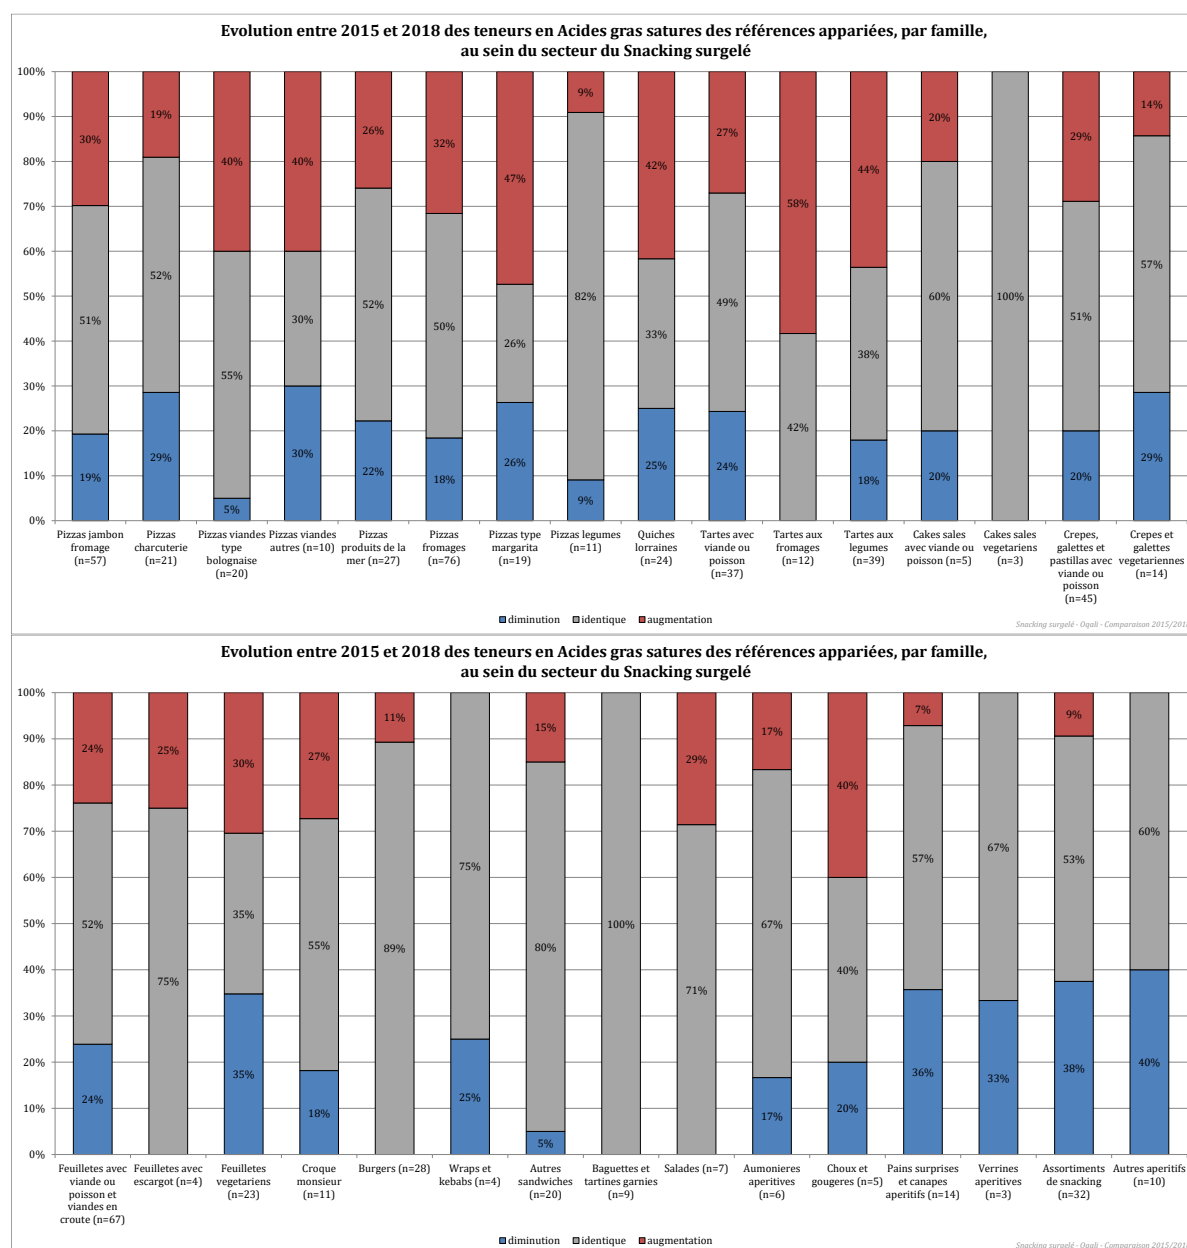 Evolution entre 2015 et 2018 des teneurs en Acides gras satures des références appariées, par famille,
au sein du secteur du Snacking surgelé
100%
90%
80%
70%
60%
50%
40%
30%
20%
10%
0%
30%
51%
19%
19%
52%
29%
40%
55%
5%
40%
30%
30%
26%
52%
22%
32%
50%
18%
47%
26%
26%
9%
82%
9%
42%
33%
25%
27%
49%
24%
58%
42%
44%
38%
18%
20%
60%
20%
100%
29%
51%
20%
14%
57%
29%
Pizzas jambon
fromage
(n=57)
Pizzas
charcuterie
(n=21)
Pizzas viandes
type
bolognaise
(n=20)
Pizzas viandes
autres (n=10)
Pizzas
produits de la
mer (n=27)
Pizzas
fromages
(n=76)
Pizzas type
margarita
(n=19)
Pizzas legumes
(n=11)
Quiches
lorraines
(n=24)
Tartes avec
viande ou
poisson
(n=37)
Tartes aux
fromages
(n=12)
Tartes aux
legumes
(n=39)
Cakes sales
avec viande ou
poisson (n=5)
Cakes sales
vegetariens
(n=3)
Crepes,
galettes et
pastillas avec
viande ou
poisson
(n=45)
Crepes et
galettes
vegetariennes
(n=14)
diminution identique augmentation
Snacking surgelé - Oqali - Comparaison 2015/2018
Evolution entre 2015 et 2018 des teneurs en Acides gras satures des références appariées, par famille,
au sein du secteur du Snacking surgelé
100%
90%
80%
70%
60%
50%
40%
30%
20%
10%
0%
24%
52%
24%
25%
75%
30%
35%
35%
27%
55%
18%
11%
89%
75%
25%
15%
80%
5%
100%
29%
71%
17%
67%
17%
40%
40%
20%
7%
57%
36%
67%
33%
9%
53%
38%
60%
40%
Feuilletes avec
viande ou
poisson et
viandes en
croute (n=67)
Feuilletes avec
escargot (n=4)
Feuilletes
vegetariens
(n=23)
Croque
monsieur
(n=11)
Burgers (n=28)
Wraps et
kebabs (n=4)
Autres
sandwiches
(n=20)
Baguettes et
tartines garnies
(n=9)
Salades (n=7)
Aumonieres
aperitives
(n=6)
Choux et
gougeres (n=5)
Pains surprises
et canapes
aperitifs (n=14)
Verrines
aperitives
(n=3)
Assortiments
de snacking
(n=32)
Autres aperitifs
(n=10)
diminution identique augmentation
Snacking surgelé - Oqali - Comparaison 2015/2018